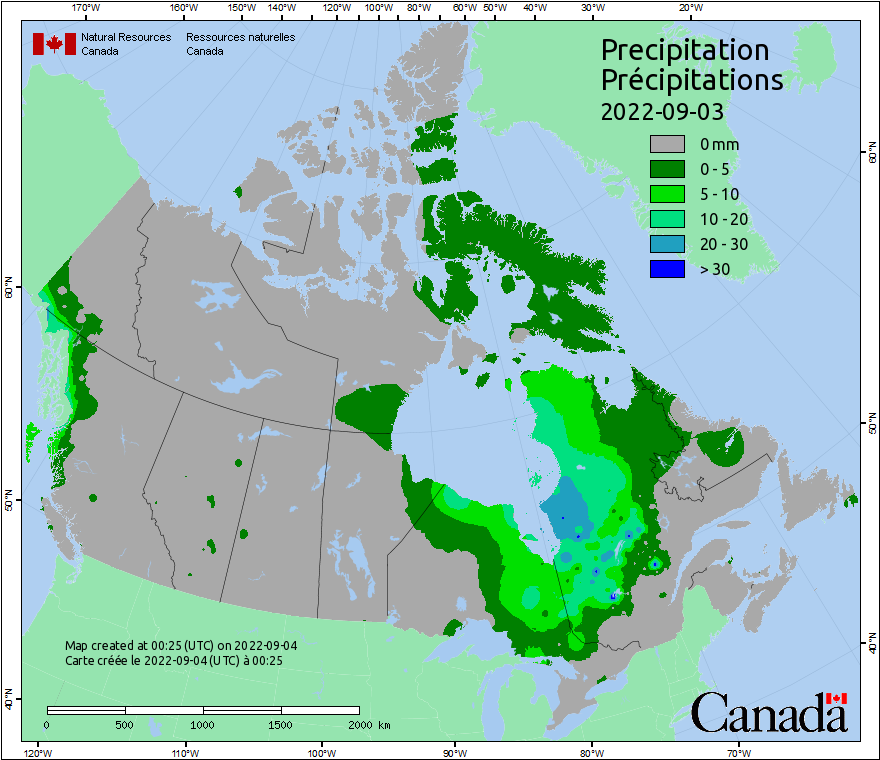 170°W 160°W 150°W 140°W 120°W 100°W 80°W 60°W 50°W 40°W 30°W 20°W
Natural Resources Ressources naturelles
Canada Canada
Precipitation
Précipitations
2022-09-03
0 mm
0 - 5
5 - 10
10 - 20
20 - 30
> 30
60°N
60°N
50°N
50°N
40°N
40°N
Map created at 00:25 (UTC) on 2022-09-04
Carte créée le 2022-09-04 (UTC) à 00:25
0 500 1000 1500 2000 km
Canada
120°W 110°W 100°W 90°W 80°W 70°W